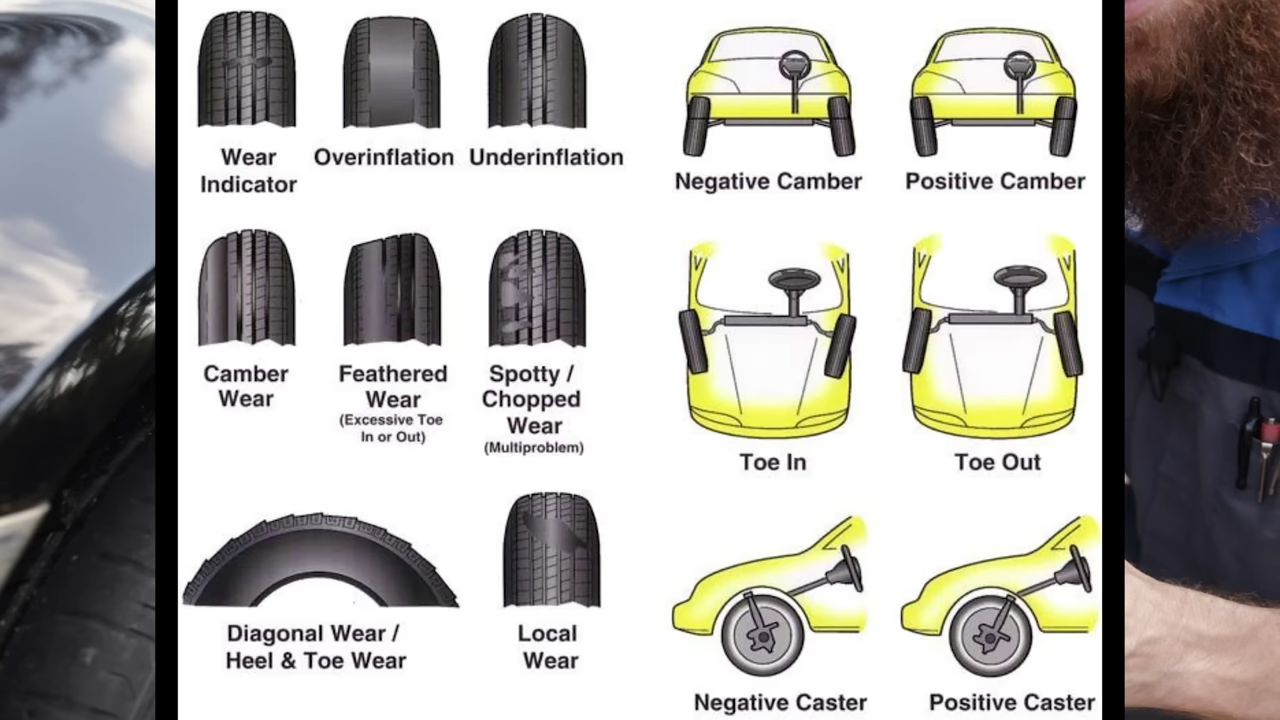 Wear
Indicator
Overinflation
Underinflation
Negative Camber
Positive Camber
Camber
Wear
Feathered
Wear
(Excessive Toe
In or Out)
Spotty /
Chopped
Wear
(Multiproblem)
Toe In
Toe Out
Diagonal Wear /
Heel & Toe Wear
Local
Wear
Negative Caster
Positive Caster